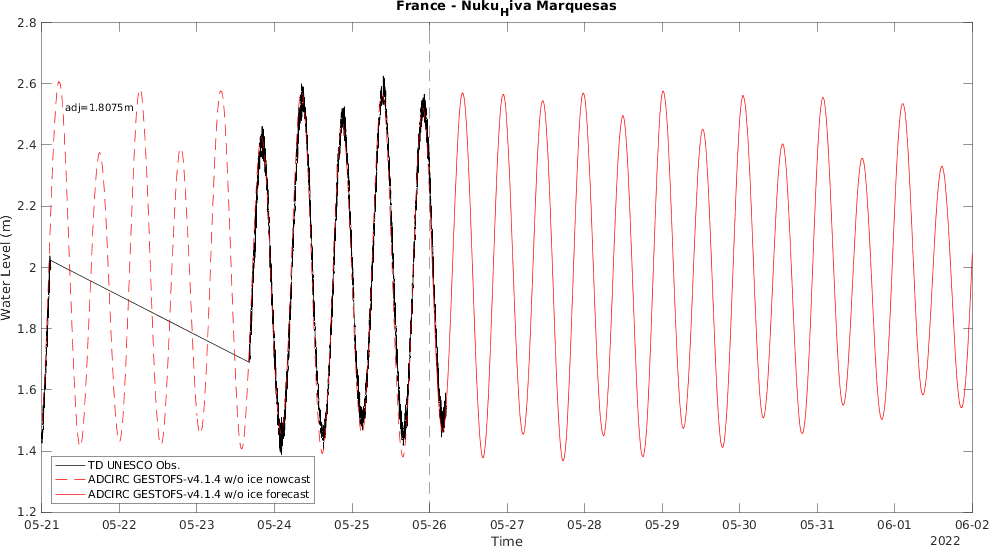 France - Nuku_Hiva Marquesas
2.8
2.6
2.4
2.2
2
1.8
1.6
1.4
1.2
Water Level (m)
adj=1.8075m
TD UNESCO Obs.
ADCIRC GESTOFS-v4.1.4 w/o ice nowcast
ADCIRC GESTOFS-v4.1.4 w/o ice forecast
05-21 05-22 05-23 05-24 05-25 05-26 05-27 05-28 05-29 05-30 05-31 06-01 06-02
Time
2022